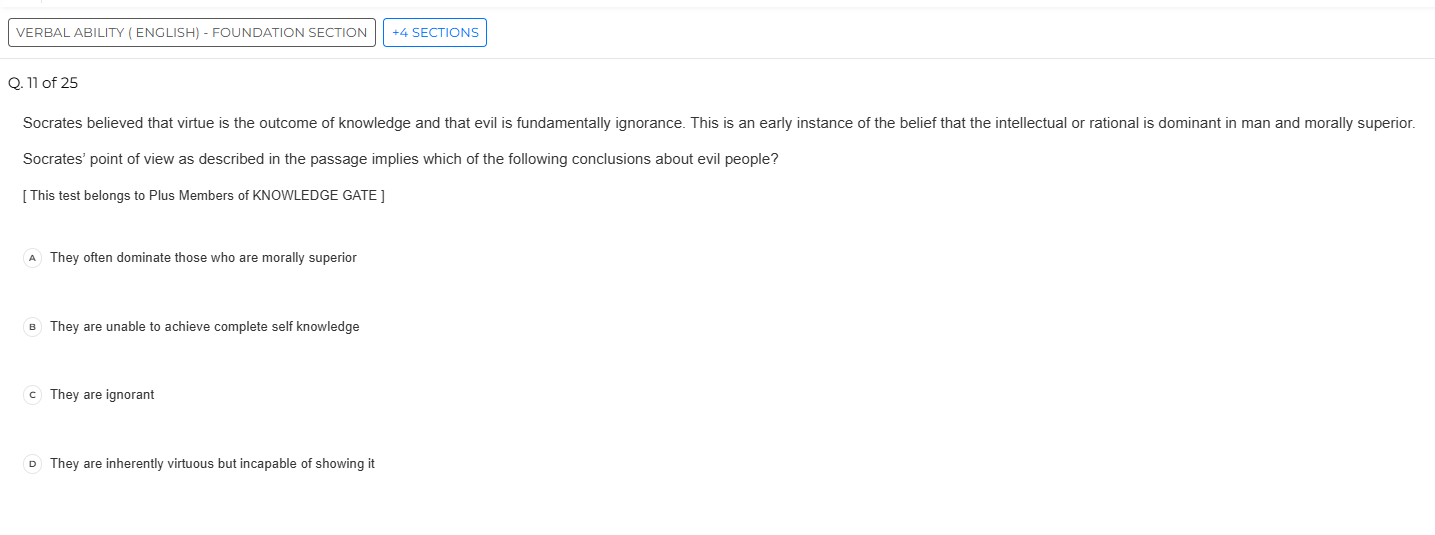 VERBAL ABILITY ( ENGLISH) - FOUNDATION SECTION
+4 SECTIONS
Q. 11 of 25
Socrates believed that virtue is the outcome of knowledge and that evil is fundamentally ignorance. This is an early instance of the belief that the intellectual or rational is dominant in man and morally superior.
Socrates' point of view as described in the passage implies which of the following conclusions about evil people?
[ This test belongs to Plus Members of KNOWLEDGE GATE ]
A They often dominate those who are morally superior
B They are unable to achieve complete self knowledge
C They are ignorant
D They are inherently virtuous but incapable of showing it